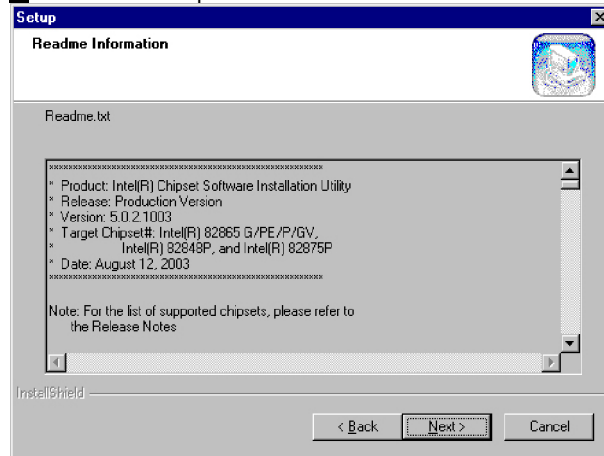 Setup
Readme Information
Readme.txt
******************************************************
* Product: Intel(R) Chipset Software Installation Utility
* Release: Production Version
* Version: 5.0.2.1003
* Target Chipset#: Intel(R) 82865 G/PE/P/GV,
* Intel(R) 82848P, and Intel(R) 82875P
* Date: August 12, 2003
******************************************************
Note: For the list of supported chipsets, please refer to
the Release Notes
InstallShield
< Back
Next >
Cancel